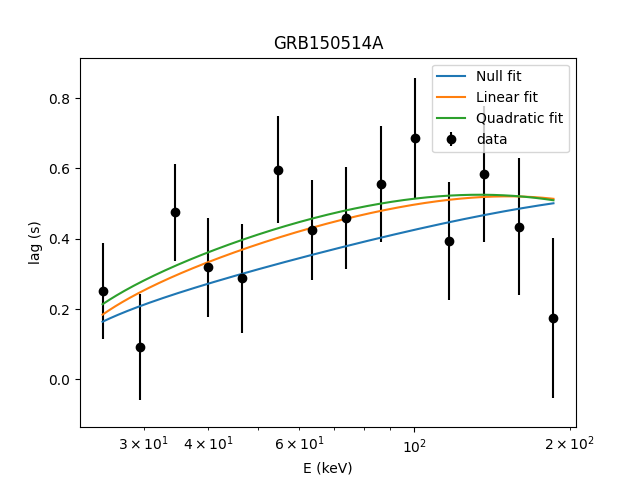 GRB150514A
Null fit
Linear fit
Quadratic fit
data
lag (s)
0.8
0.6
0.4
0.2
0.0
3 × 10¹
4 × 10¹
6 × 10¹
10²
2 × 10²
E (keV)